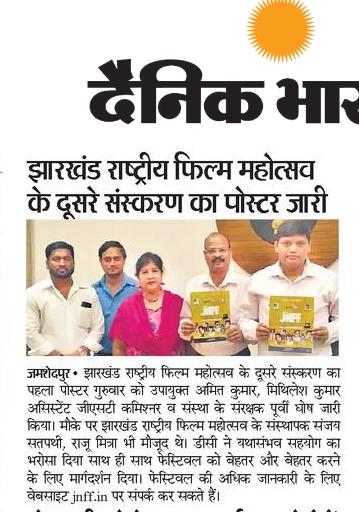 दैनिक भा
झारखंड राष्ट्रीय फिल्म महोत्सव
के दूसरे संस्करण का पोस्टर जारी
JNFF
JNFF
जमशेदपुर • झारखंड राष्ट्रीय फिल्म महोत्सव के दूसरे संस्करण का
पहला पोस्टर गुरुवार को उपायुक्त अमित कुमार, मिथिलेश कुमार
असिस्टेंट जीएसटी कमिश्नर व संस्था के संरक्षक पूर्वी घोष जारी
किया। मौके पर झारखंड राष्ट्रीय फिल्म महोत्सव के संस्थापक संजय
सतपथी, राजू मित्रा भी मौजूद थे। डीसी ने यथासंभव सहयोग का
भरोसा दिया साथ ही साथ फेस्टिवल को बेहतर और बेहतर करने
के लिए मार्गदर्शन दिया। फेस्टिवल की अधिक जानकारी के लिए
वेबसाइट jnff.in पर संपर्क कर सकते हैं।